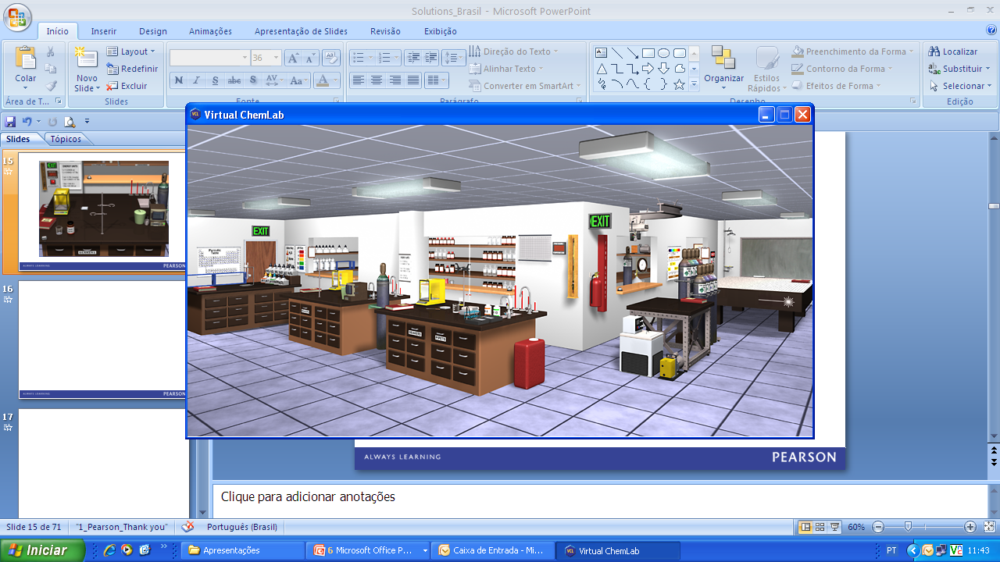 Solutions_Brasil - Microsoft PowerPoint
Início Inserir Design Animações Apresentação de Slides Revisão Exibição
Colar
Novo Slide
Layout
Redefinir
Excluir
36
Direção do Texto
Alinhar Texto
Converter em SmartArt
Organizar
Estilos Rápidos
Preenchimento da Forma
Contorno da Forma
Efeitos de Forma
Localizar
Substituir
Selecionar
Área de T... Slides Fonte Parágrafo Desenho Edição
Slides Tópicos
15
16
17
VCL Virtual ChemLab
EXIT
EXIT
Periodic Table
ALWAYS LEARNING PEARSON
Clique para adicionar anotações
Slide 15 de 71 "1_Pearson_Thank you" Português (Brasil) 60%
Iniciar Apresentações 6 Microsoft Office P... Caixa de Entrada - Mi... Virtual ChemLab PT 11:43